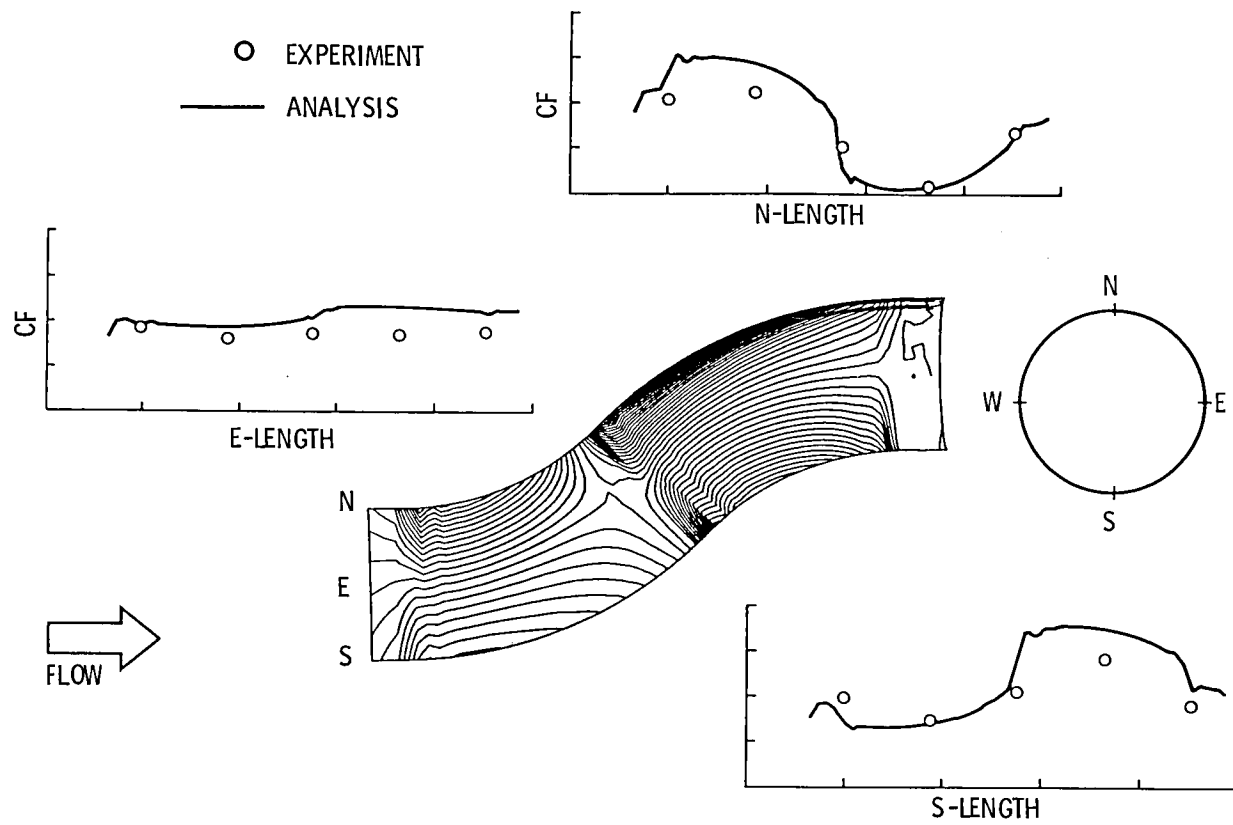 EXPERIMENT
ANALYSIS
CF
N-LENGTH
CF
E-LENGTH
N
W
E
S
N
E
S
FLOW
S-LENGTH